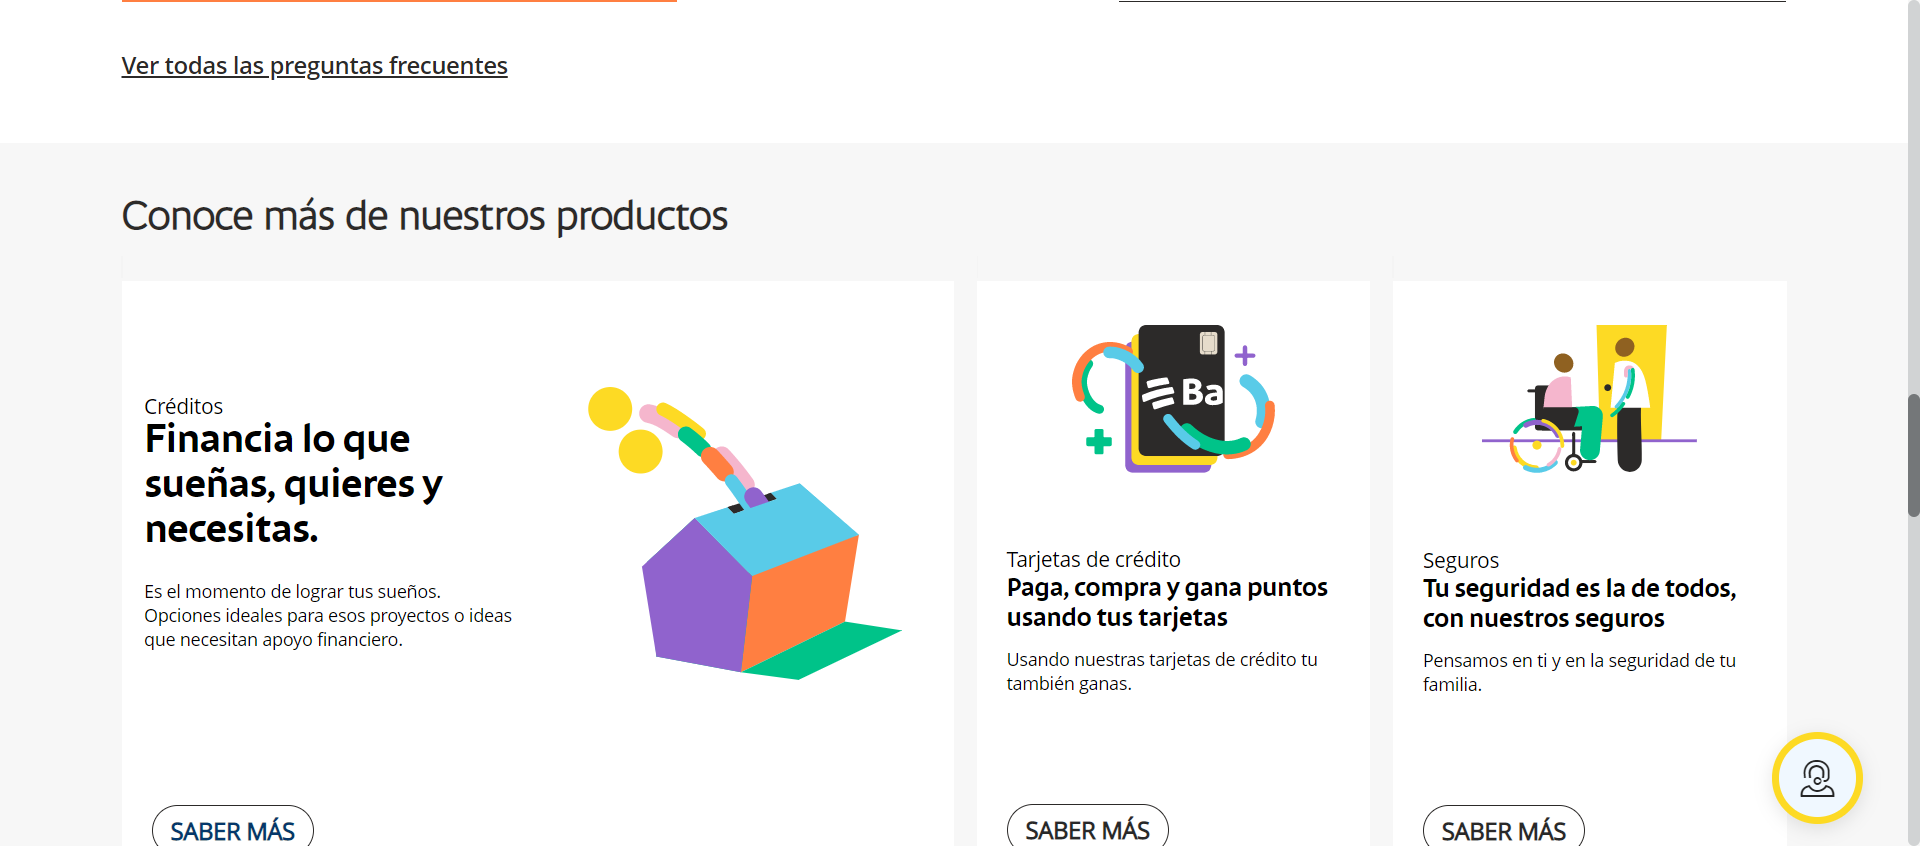 Ver todas las preguntas frecuentes
Conoce más de nuestros productos
Créditos
Financia lo que
sueñas, quieres y
necesitas.
Es el momento de lograr tus sueños.
Opciones ideales para esos proyectos o ideas
que necesitan apoyo financiero.
SABER MÁS
Ba
Tarjetas de crédito
Paga, compra y gana puntos
usando tus tarjetas
Usando nuestras tarjetas de crédito tu
también ganas.
SABER MÁS
Seguros
Tu seguridad es la de todos,
con nuestros seguros
Pensamos en ti y en la seguridad de tu
familia.
SABER MÁS